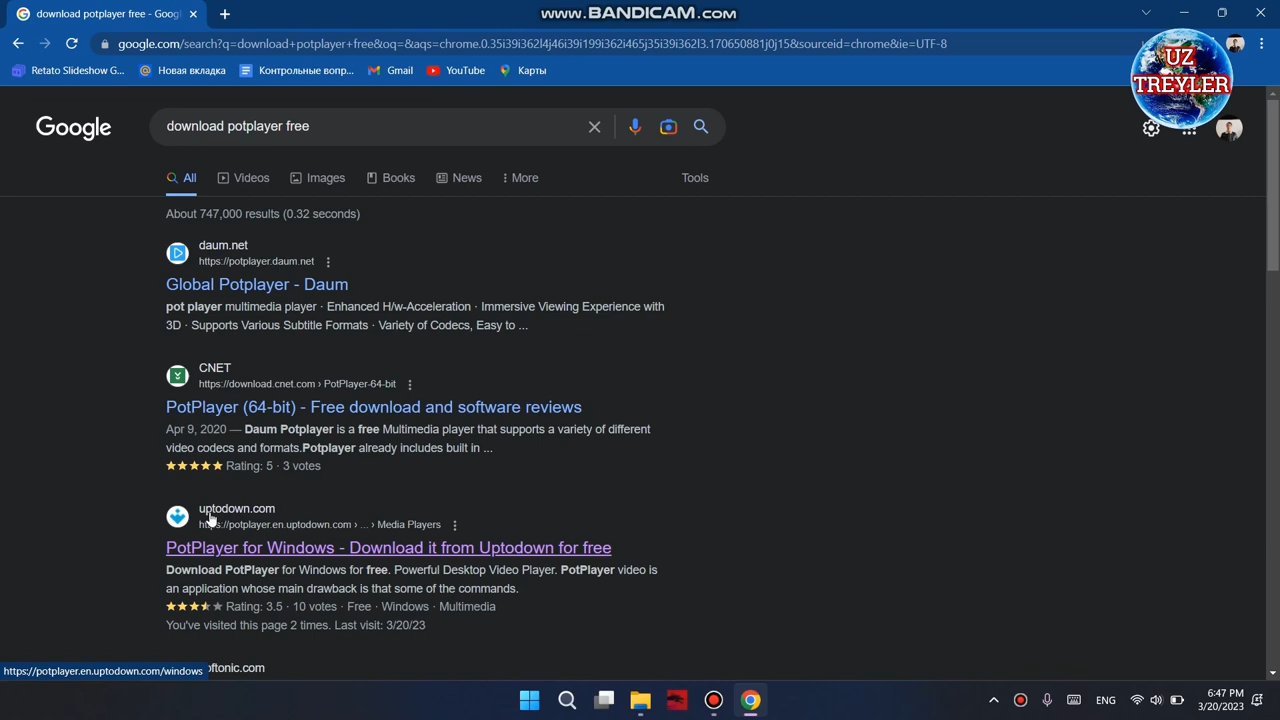 download potplayer free - Googl
www.BANDICAM.com
google.com/search?q=download+potplayer+free&oq=&aqs=chrome.0.35i39i362l4j46i39i199i362i465j35i39i362l3.170650881j0j15&sourceid=chrome&ie=UTF-8
Retato Slideshow G...
Новая вкладка
Контрольные вопр...
Gmail
YouTube
Карты
UZ
TREYLER
Google
download potplayer free
All
Videos
Images
Books
News
More
Tools
About 747,000 results (0.32 seconds)
daum.net
https://potplayer.daum.net
Global Potplayer - Daum
pot player multimedia player · Enhanced H/w-Acceleration · Immersive Viewing Experience with
3D · Supports Various Subtitle Formats · Variety of Codecs, Easy to ...
CNET
https://download.cnet.com › PotPlayer-64-bit
PotPlayer (64-bit) - Free download and software reviews
Apr 9, 2020 — Daum Potplayer is a free Multimedia player that supports a variety of different
video codecs and formats.Potplayer already includes built in ...
Rating: 5 · 3 votes
uptodown.com
https://potplayer.en.uptodown.com › ... › Media Players
PotPlayer for Windows - Download it from Uptodown for free
Download PotPlayer for Windows for free. Powerful Desktop Video Player. PotPlayer video is
an application whose main drawback is that some of the commands.
Rating: 3.5 · 10 votes · Free · Windows · Multimedia
You've visited this page 2 times. Last visit: 3/20/23
oftonic.com
https://potplayer.en.uptodown.com/windows
ENG
6:47 PM
3/20/2023